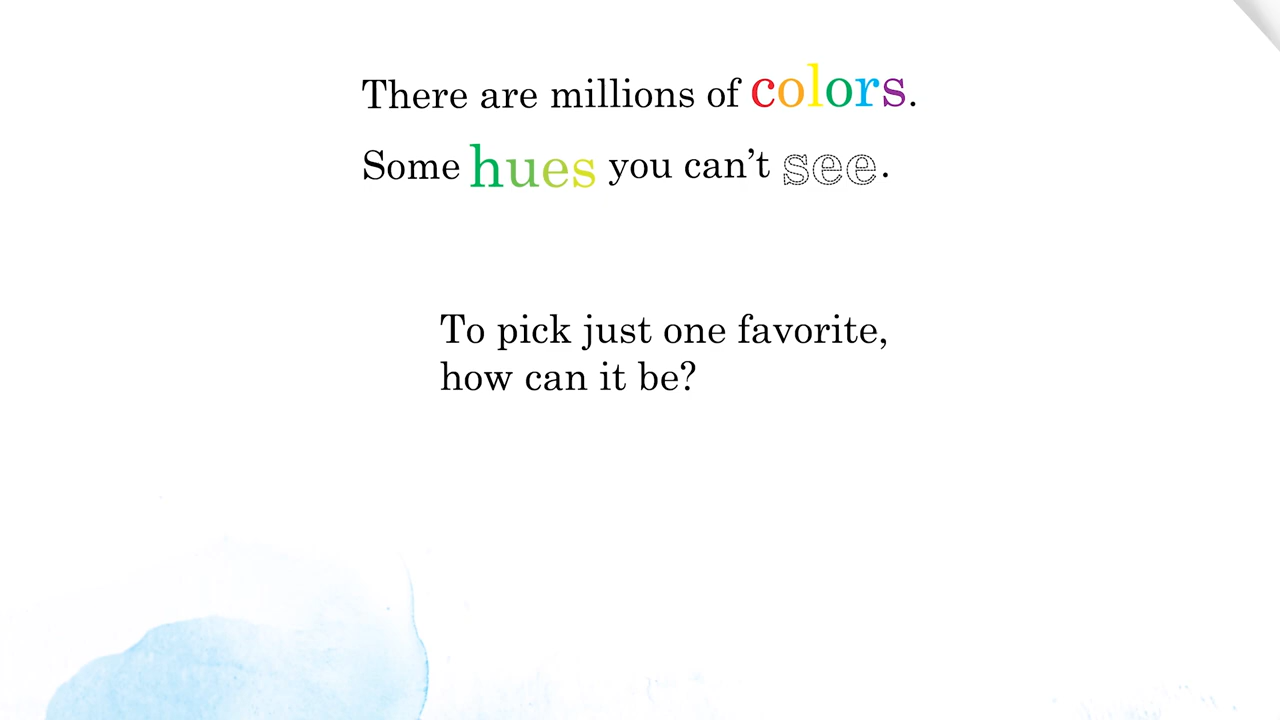 There are millions of colors.
Some hues you can’t see.
To pick just one favorite,
how can it be?